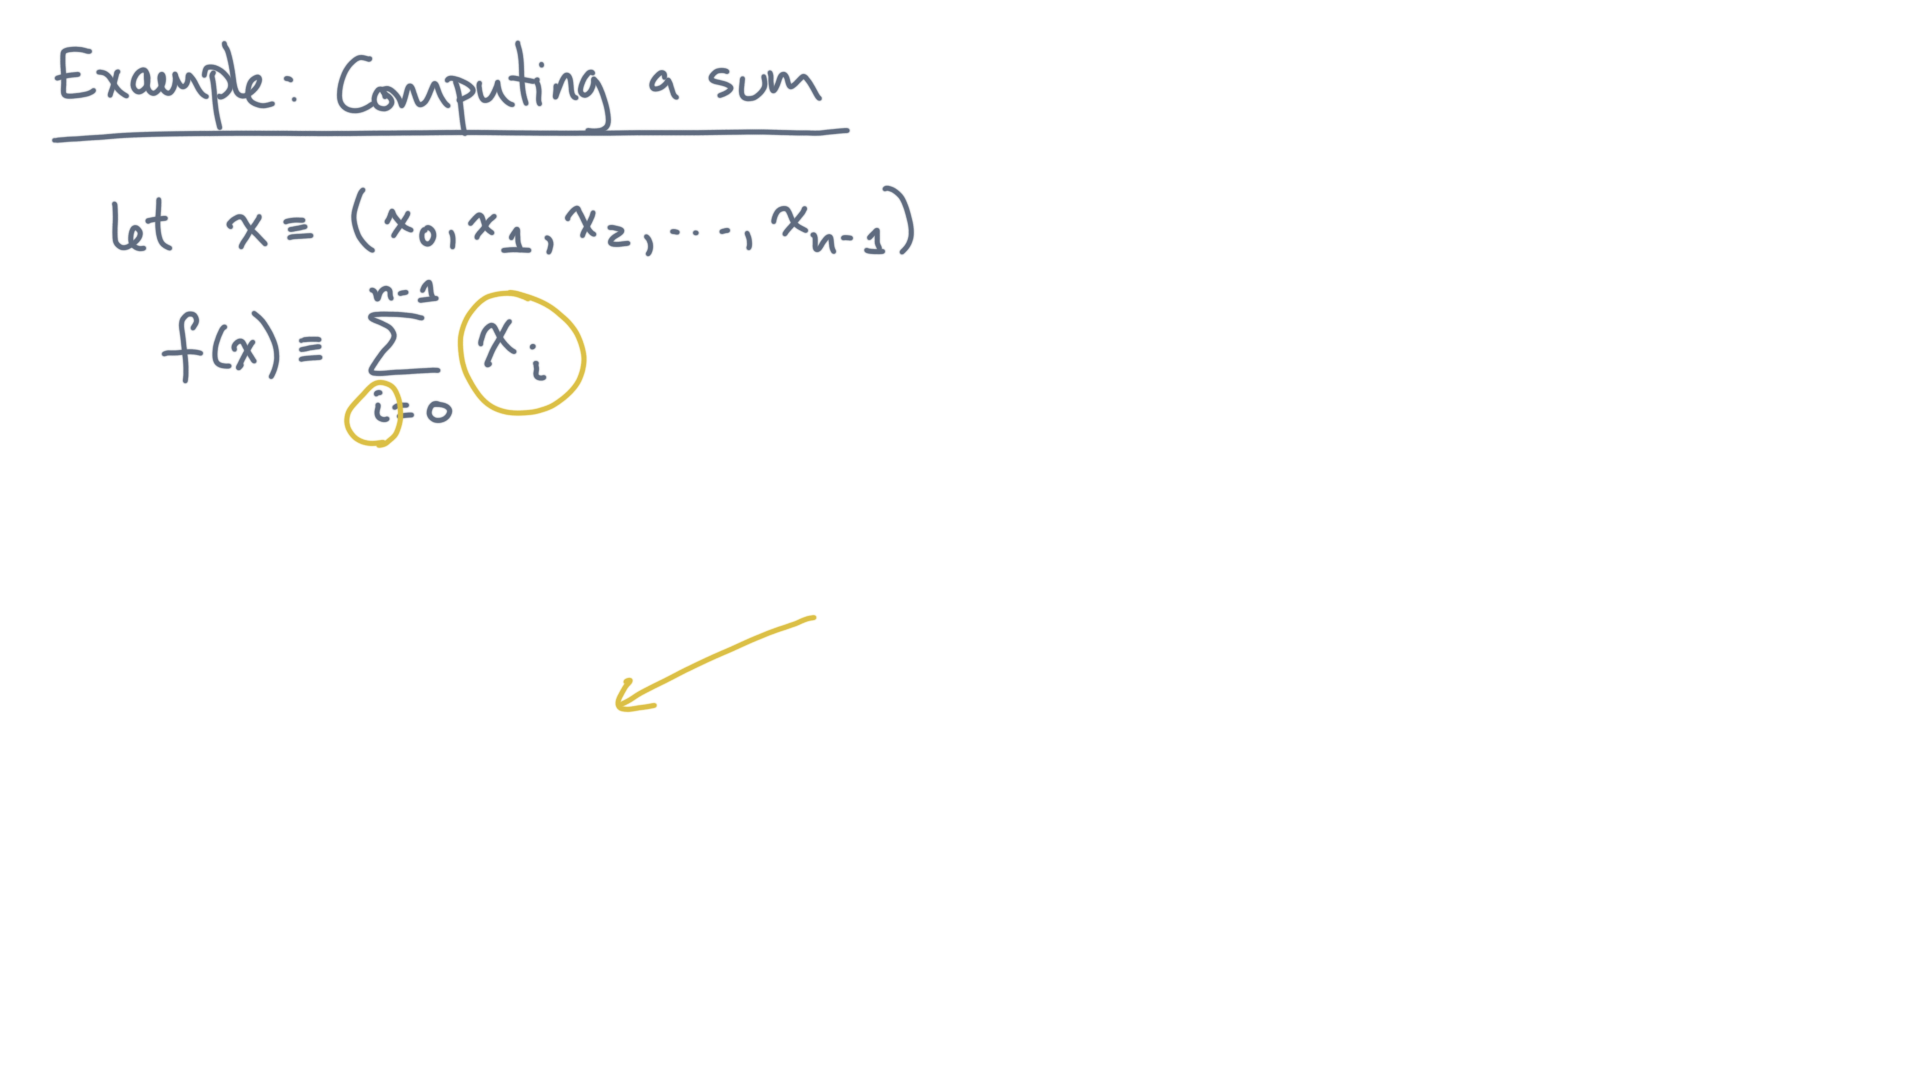 Example: Computing a sum
let x ≡ (x₀, x₁, x₂, ..., xₙ₋₁)
n-1
f(x) ≡ ∑ xᵢ
i=0